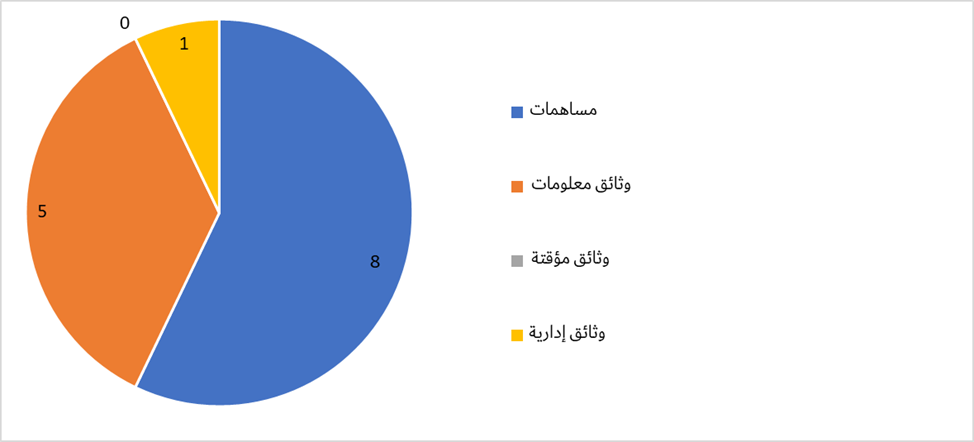 0
1
5
8
مساهمات
وثائق معلومات
وثائق مؤقتة
وثائق إدارية